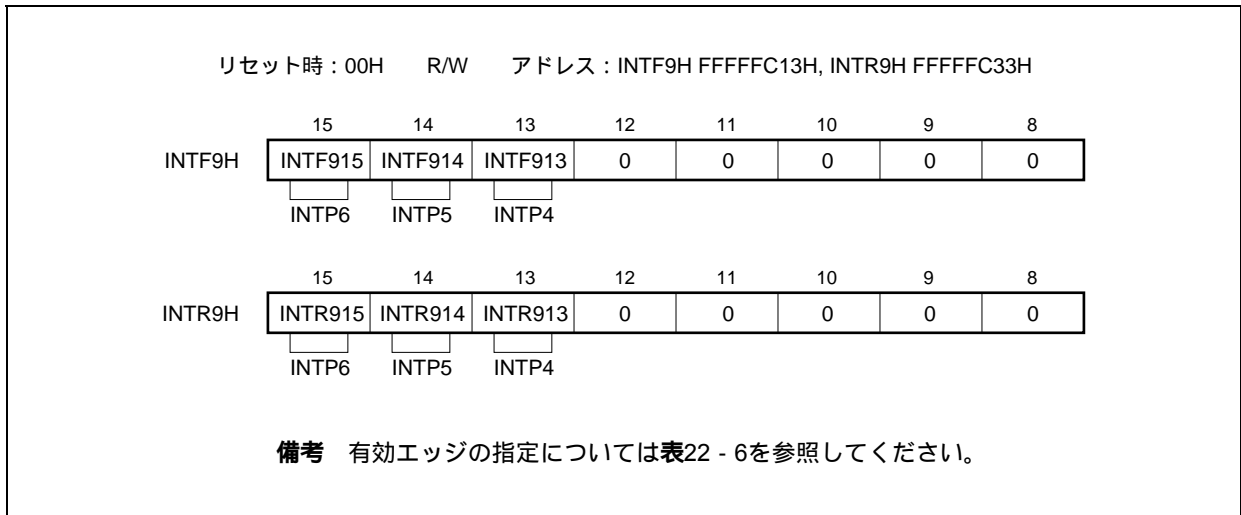 リセット時：00H R/W アドレス：INTF9H FFFFFC13H, INTR9H FFFFFC33H
15 14 13 12 11 10 9 8
INTF9H INTF915 INTF914 INTF913 0 0 0 0 0
INTP6 INTP5 INTP4
15 14 13 12 11 10 9 8
INTR9H INTR915 INTR914 INTR913 0 0 0 0 0
INTP6 INTP5 INTP4
備考 有効エッジの指定については表22 - 6を参照してください。